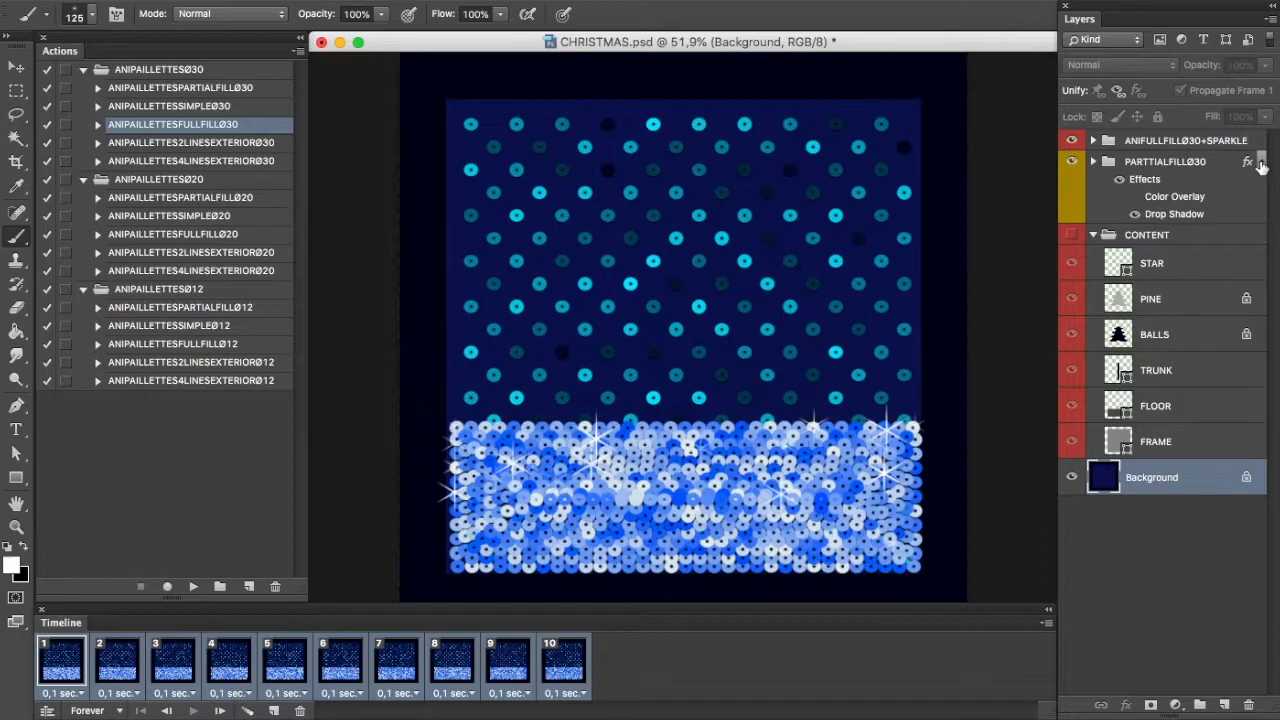 125 Mode: Normal Opacity: 100% Flow: 100%
CHRISTMAS.psd @ 51,9% (Background, RGB/8) *
Actions
ANIPAILLETTESØ30
ANIPAILLETTESPARTIALFILLØ30
ANIPAILLETTESSIMPLEØ30
ANIPAILLETTESFULLFILLØ30
ANIPAILLETTES2LINESEXTERIORØ30
ANIPAILLETTES4LINESEXTERIORØ30
ANIPAILLETTESØ20
ANIPAILLETTESPARTIALFILLØ20
ANIPAILLETTESSIMPLEØ20
ANIPAILLETTESFULLFILLØ20
ANIPAILLETTES2LINESEXTERIORØ20
ANIPAILLETTES4LINESEXTERIORØ20
ANIPAILLETTESØ12
ANIPAILLETTESPARTIALFILLØ12
ANIPAILLETTESSIMPLEØ12
ANIPAILLETTESFULLFILLØ12
ANIPAILLETTES2LINESEXTERIORØ12
ANIPAILLETTES4LINESEXTERIORØ12
Layers
Kind
Normal Opacity: 100%
Unify: Propagate Frame 1
Lock: Fill: 100%
ANIFULLFILLØ30+SPARKLE
PARTTIALFILLØ30 fx
Effects
Color Overlay
Drop Shadow
CONTENT
STAR
PINE
BALLS
TRUNK
FLOOR
FRAME
Background
Timeline
1 2 3 4 5 6 7 8 9 10
0,1 sec. 0,1 sec. 0,1 sec. 0,1 sec. 0,1 sec. 0,1 sec. 0,1 sec. 0,1 sec. 0,1 sec. 0,1 sec.
Forever
fx